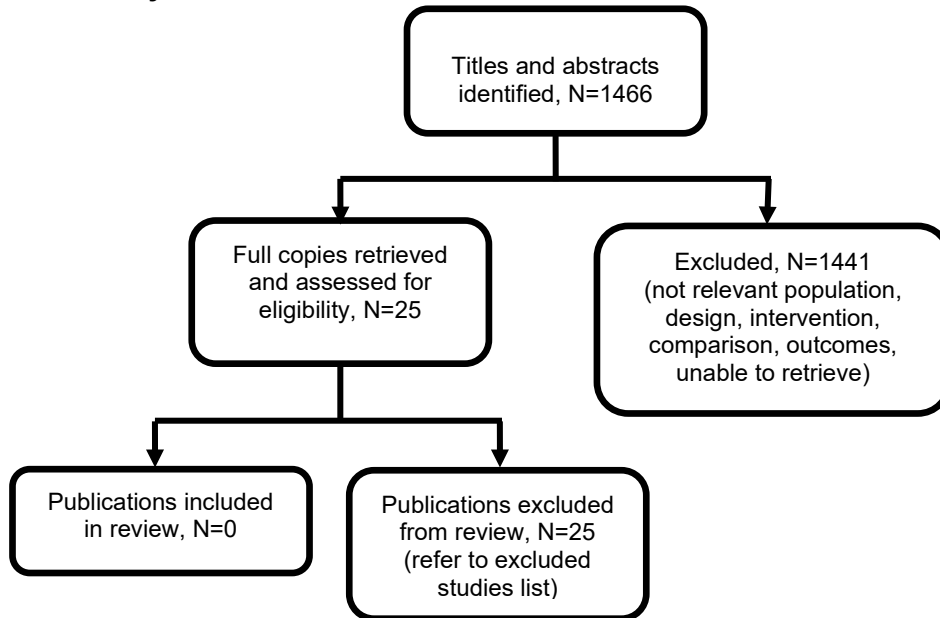 Titles and abstracts
identified, N=1466
Full copies retrieved
and assessed for
eligibility, N=25
Excluded, N=1441
(not relevant population,
design, intervention,
comparison, outcomes,
unable to retrieve)
Publications included
in review, N=0
Publications excluded
from review, N=25
(refer to excluded
studies list)